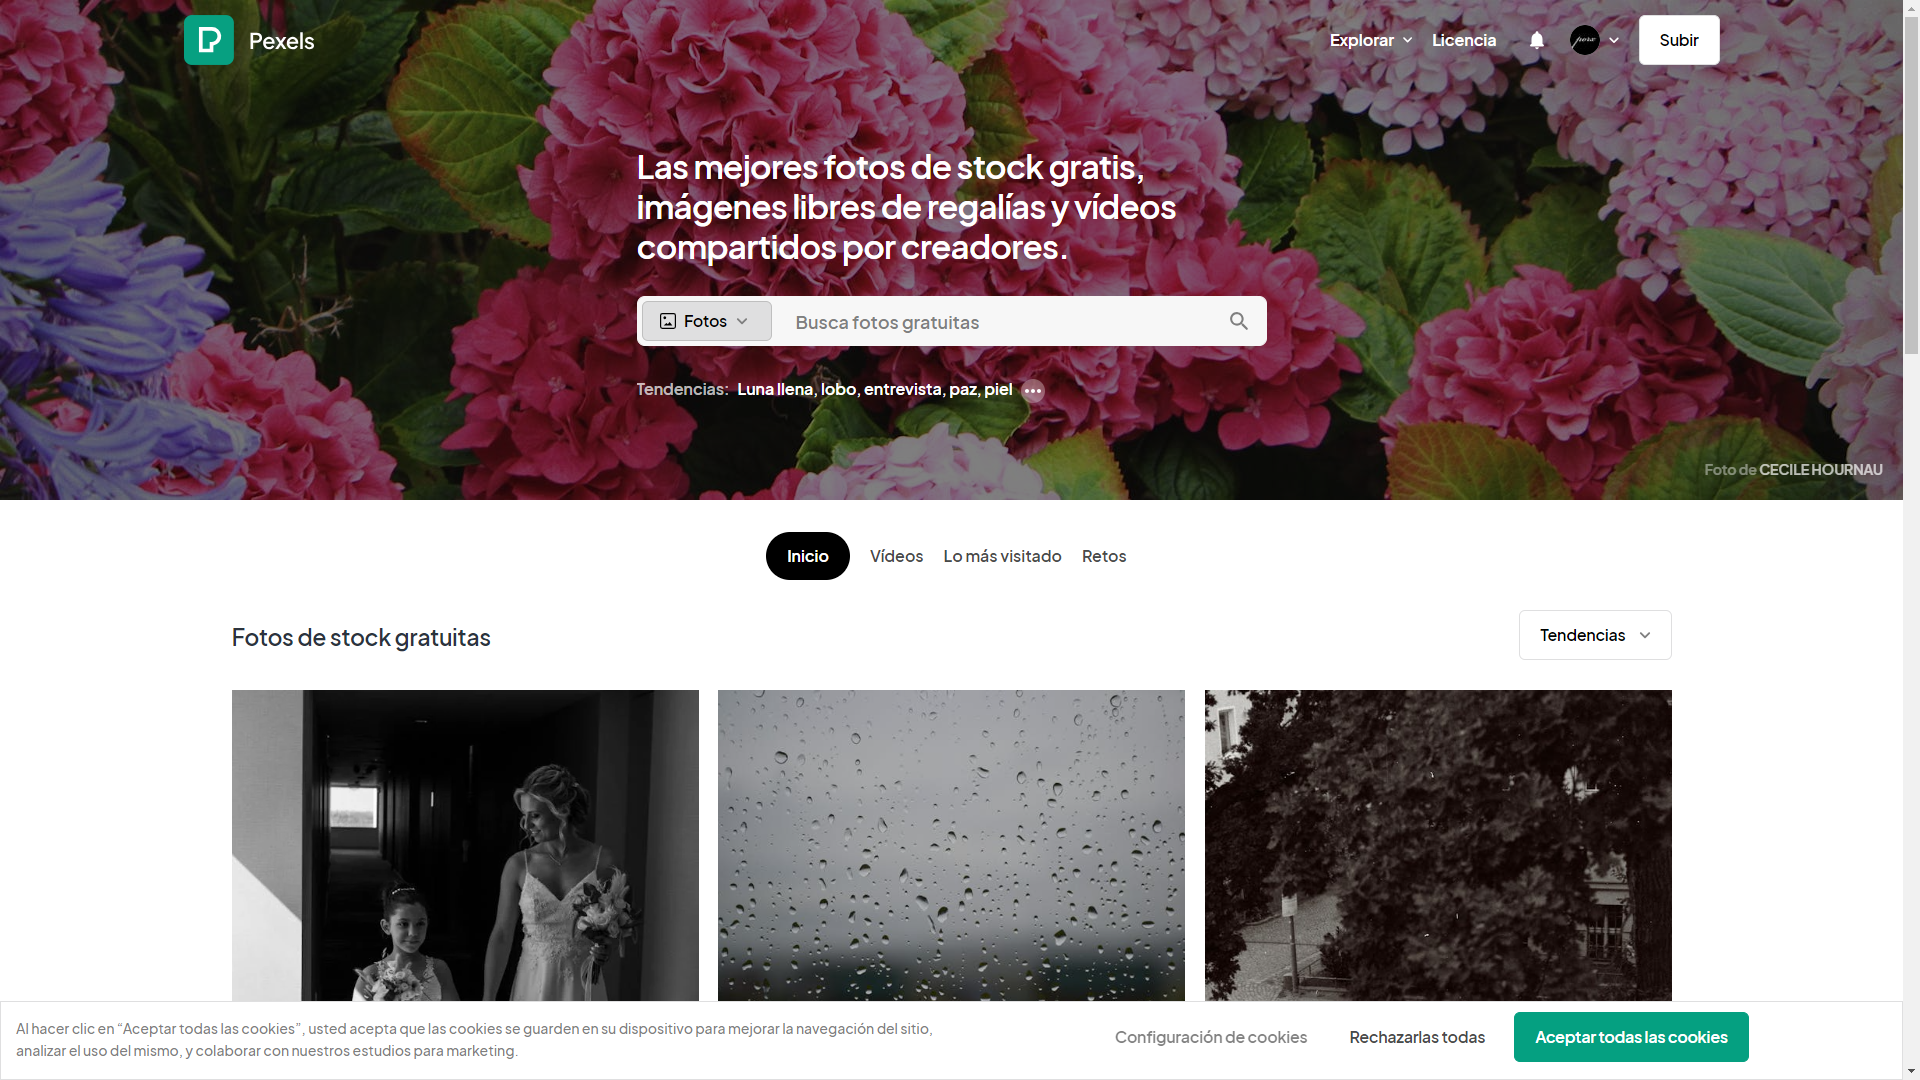 Pexels
Explorar
Licencia
Subir
Las mejores fotos de stock gratis,
imágenes libres de regalías y vídeos
compartidos por creadores.
Fotos
Busca fotos gratuitas
Tendencias: Luna llena, lobo, entrevista, paz, piel
Foto de CECILE HOURNAU
Inicio
Vídeos
Lo más visitado
Retos
Fotos de stock gratuitas
Tendencias
Al hacer clic en “Aceptar todas las cookies”, usted acepta que las cookies se guarden en su dispositivo para mejorar la navegación del sitio,
analizar el uso del mismo, y colaborar con nuestros estudios para marketing.
Configuración de cookies
Rechazarlas todas
Aceptar todas las cookies